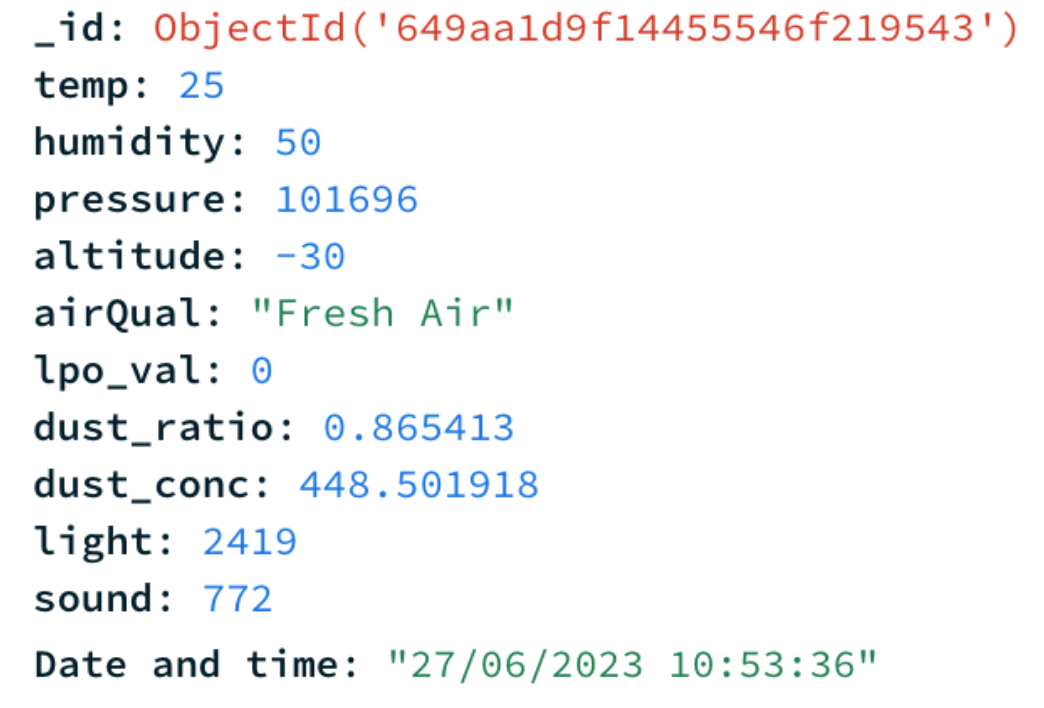 _id: ObjectId('649aa1d9f14455546f219543')
temp: 25
humidity: 50
pressure: 101696
altitude: -30
airQual: "Fresh Air"
lpo_val: 0
dust_ratio: 0.865413
dust_conc: 448.501918
light: 2419
sound: 772
Date and time: "27/06/2023 10:53:36"